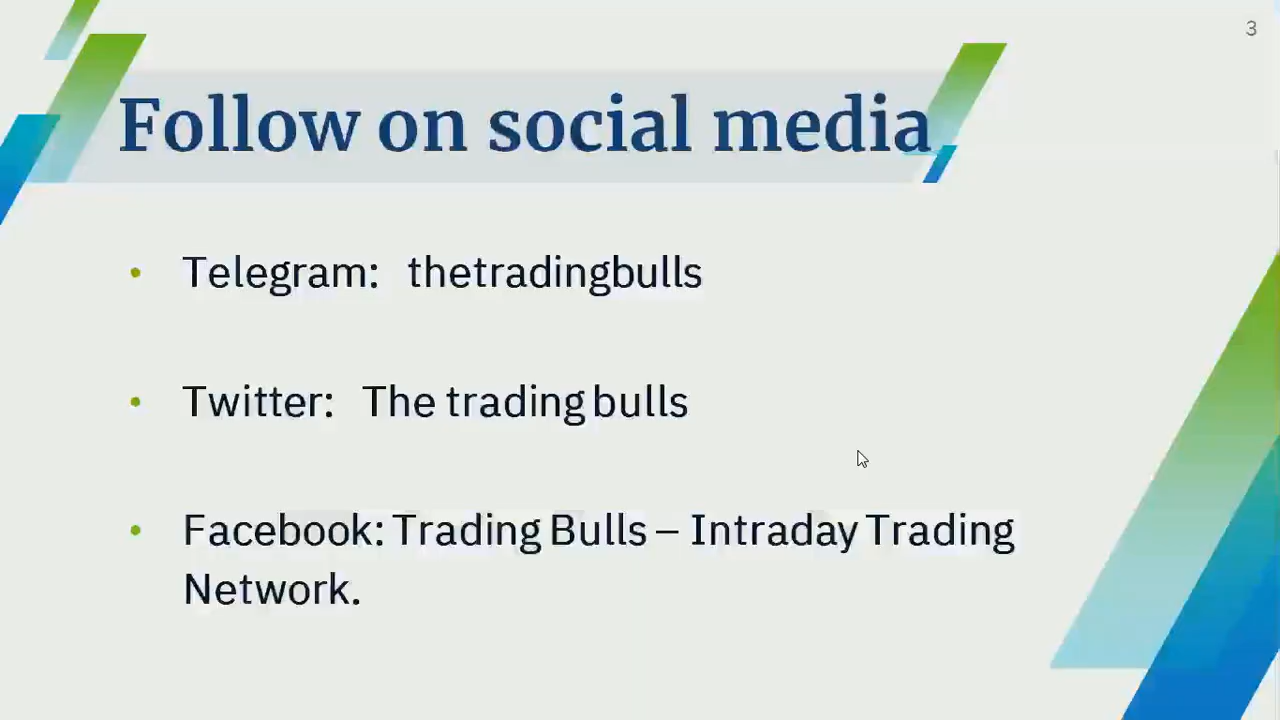 3
Follow on social media
• Telegram: thetradingbulls
• Twitter: The trading bulls
• Facebook: Trading Bulls – Intraday Trading
Network.